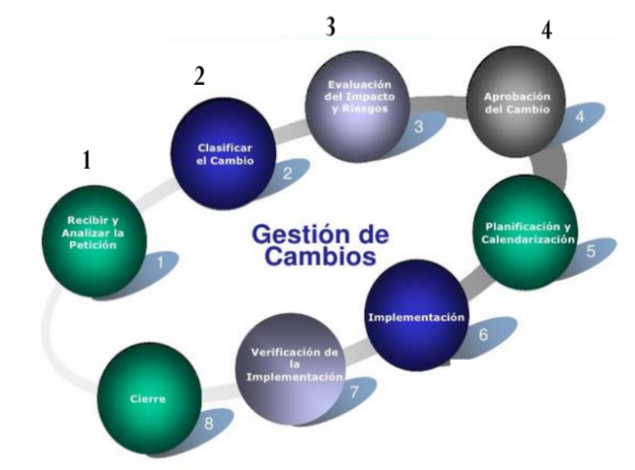 1
Recibir y
Analizar la
Petición
1
2
Clasificar
el Cambio
2
3
Evaluación
del Impacto
y Riesgos
3
4
Aprobación
del Cambio
4
Gestión de
Cambios
Planificación y
Calendarización
5
Implementación
6
Verificación de
la
Implementación
7
Cierre
8